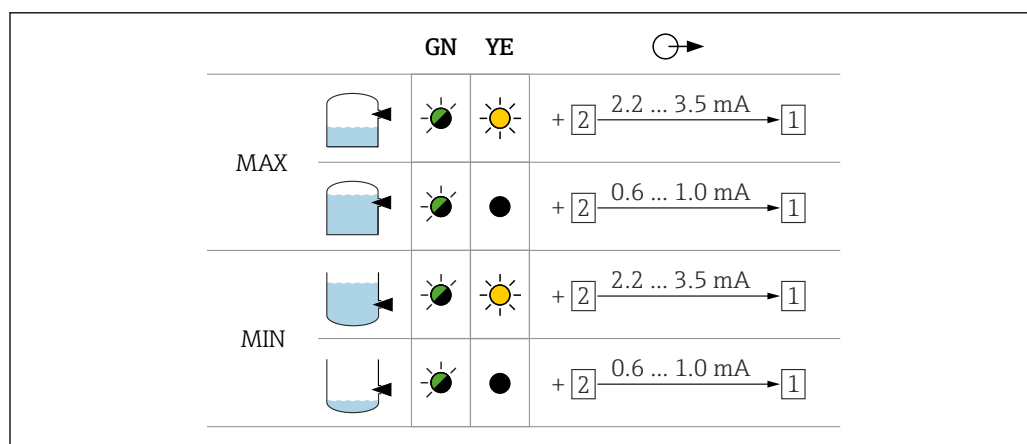 GN YE
2.2 ... 3.5 mA
+ 2 1
MAX
0.6 ... 1.0 mA
+ 2 1
2.2 ... 3.5 mA
+ 2 1
MIN
0.6 ... 1.0 mA
+ 2 1